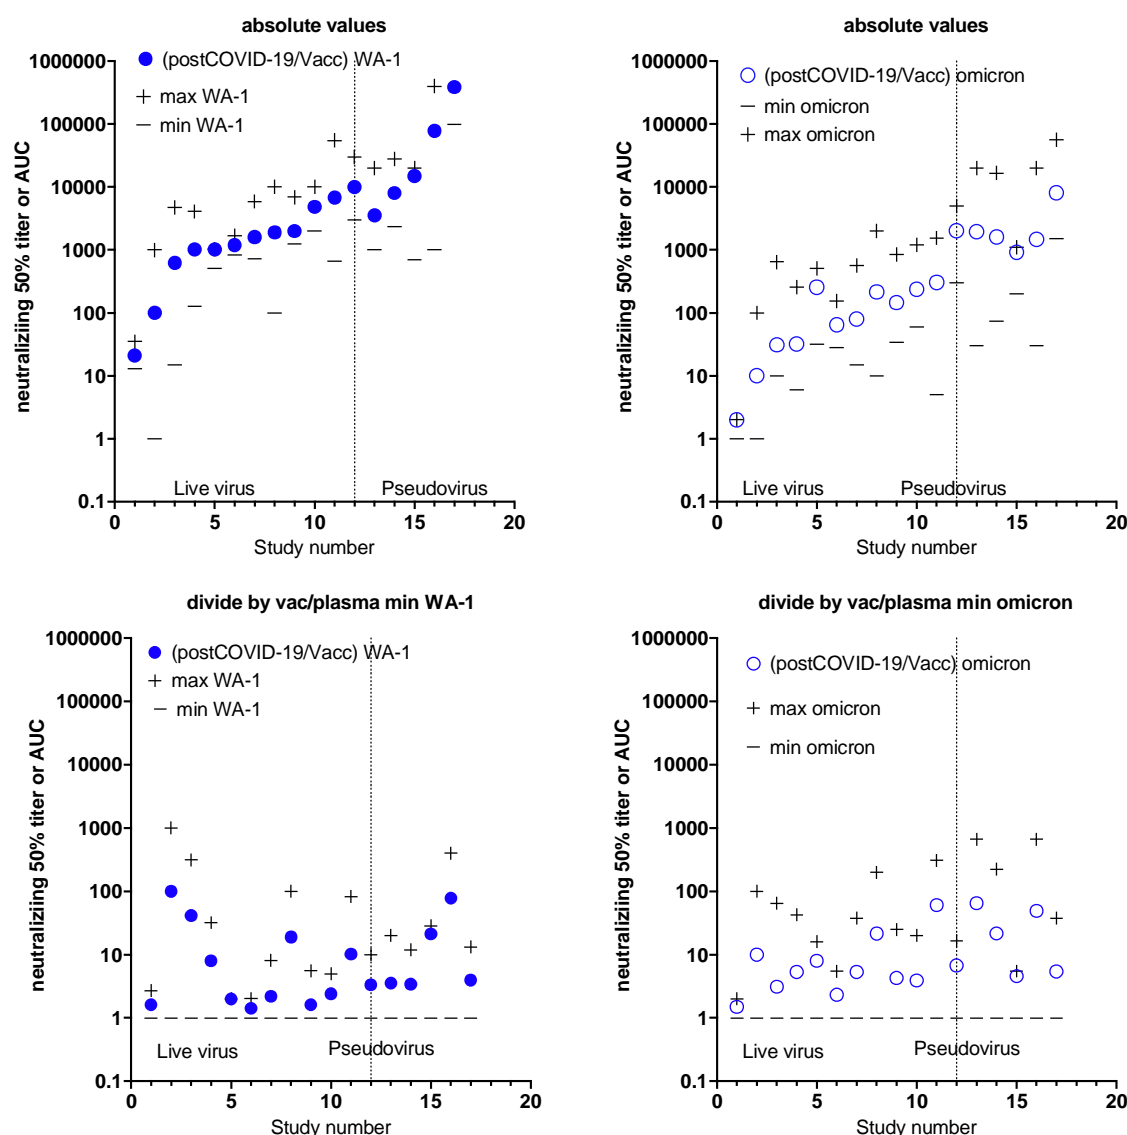 absolute values
1000000
100000
10000
1000
100
10
1
0.1
neutralizing 50% titer or AUC
(postCOVID-19/Vacc) WA-1
max WA-1
min WA-1
Live virus
Pseudovirus
0
5
10
15
20
Study number
absolute values
1000000
100000
10000
1000
100
10
1
0.1
neutralizing 50% titer or AUC
(postCOVID-19/Vacc) omicron
min omicron
max omicron
Live virus
Pseudovirus
0
5
10
15
20
Study number
divide by vac/plasma min WA-1
1000000
100000
10000
1000
100
10
1
0.1
neutraliziing 50% titer or AUC
(postCOVID-19/Vacc) WA-1
max WA-1
min WA-1
Live virus
Pseudovirus
0
5
10
15
20
Study number
divide by vac/plasma min omicron
1000000
100000
10000
1000
100
10
1
0.1
neutraliziing 50% titer or AUC
(postCOVID-19/Vacc) omicron
max omicron
min omicron
Live virus
Pseudovirus
0
5
10
15
20
Study number